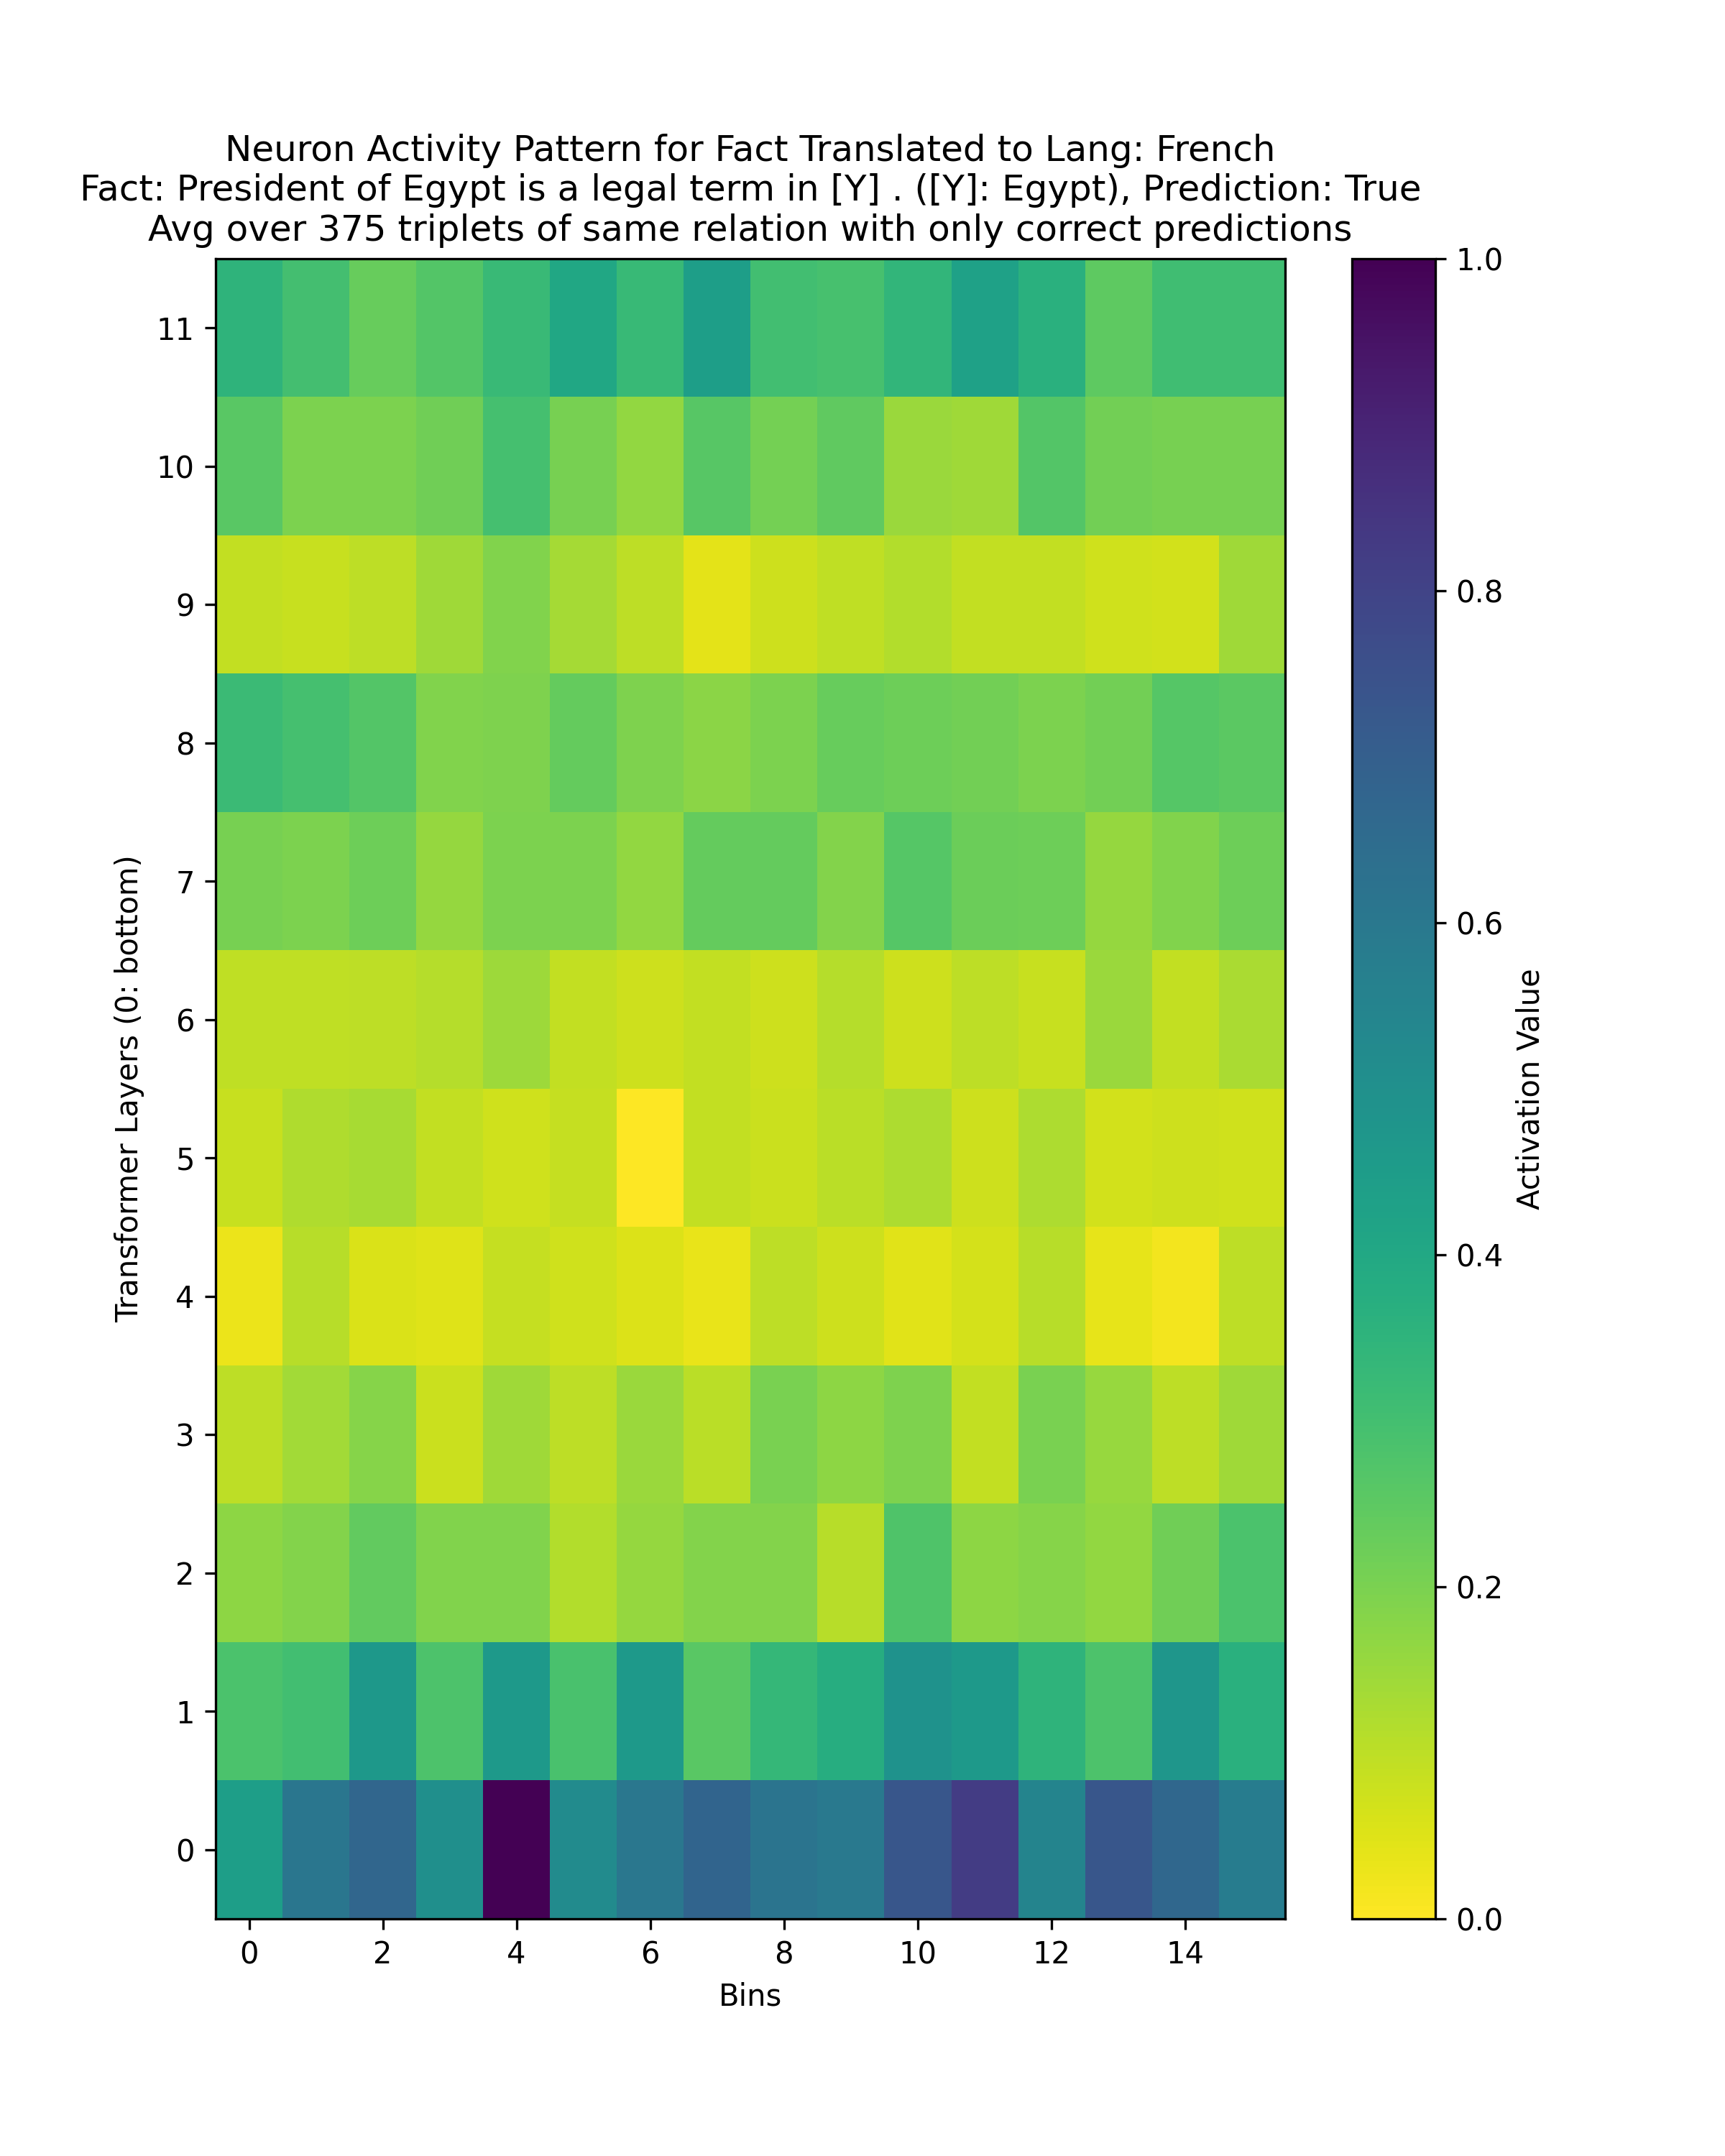 Neuron Activity Pattern for Fact Translated to Lang: French
Fact: President of Egypt is a legal term in [Y] . ([Y]: Egypt), Prediction: True
Avg over 375 triplets of same relation with only correct predictions
Transformer Layers (0: bottom)
11
10
9
8
7
6
5
4
3
2
1
0
0 2 4 6 8 10 12 14
Bins
1.0
0.8
0.6
0.4
0.2
0.0
Activation Value